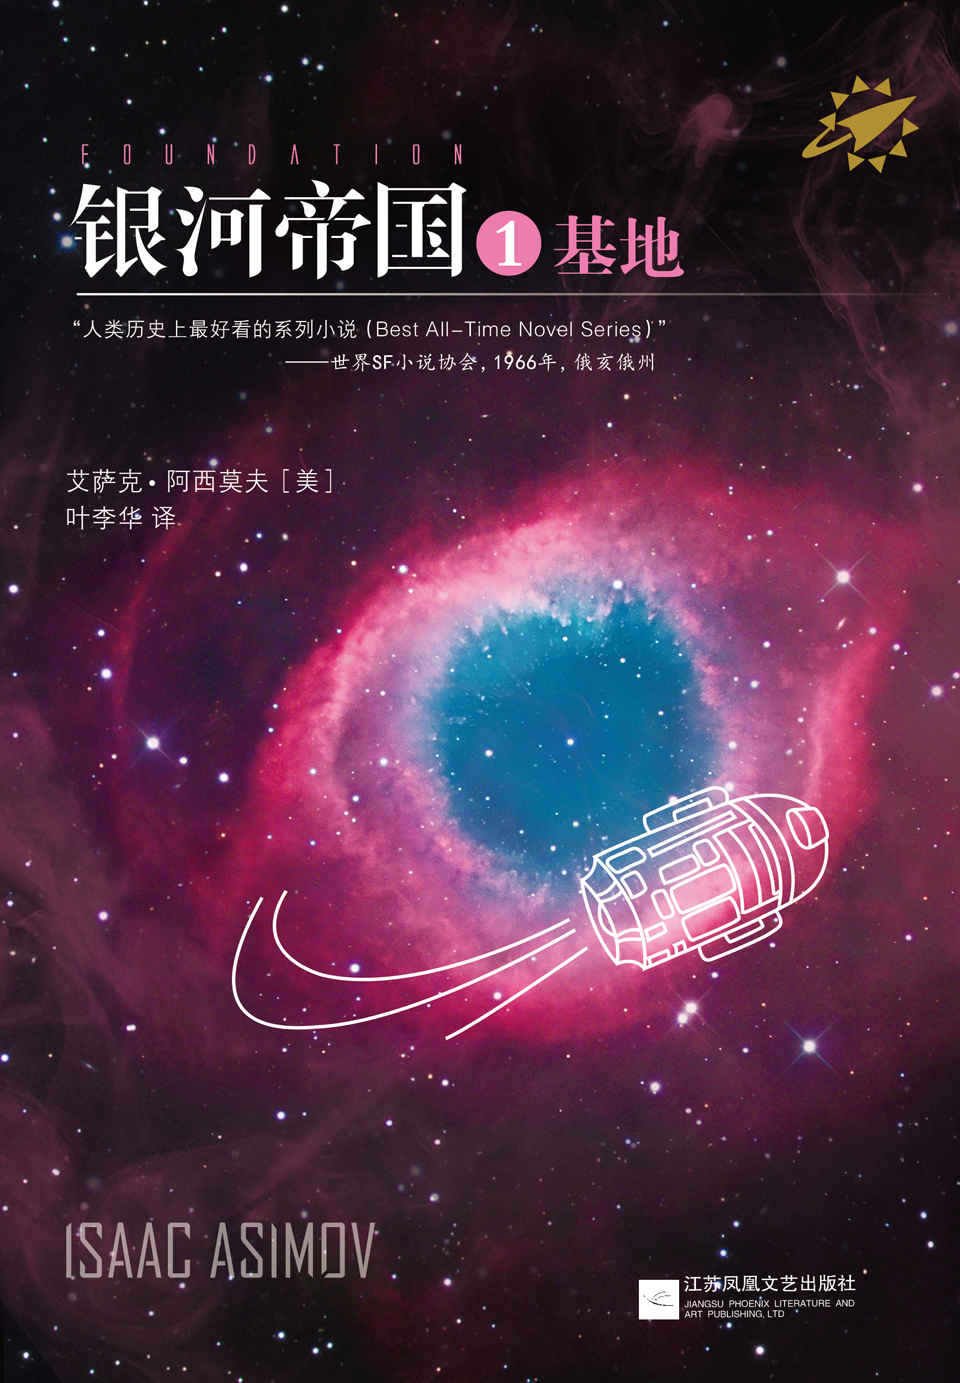 FOUNDATION
银河帝国 1 基地
“人类历史上最好看的系列小说（Best All-Time Novel Series）”
——世界SF小说协会，1966年，俄亥俄州
艾萨克·阿西莫夫［美］
叶李华 译
ISAAC ASIMOV
江苏凤凰文艺出版社
JIANGSU PHOENIX LITERATURE AND
ART PUBLISHING, LTD